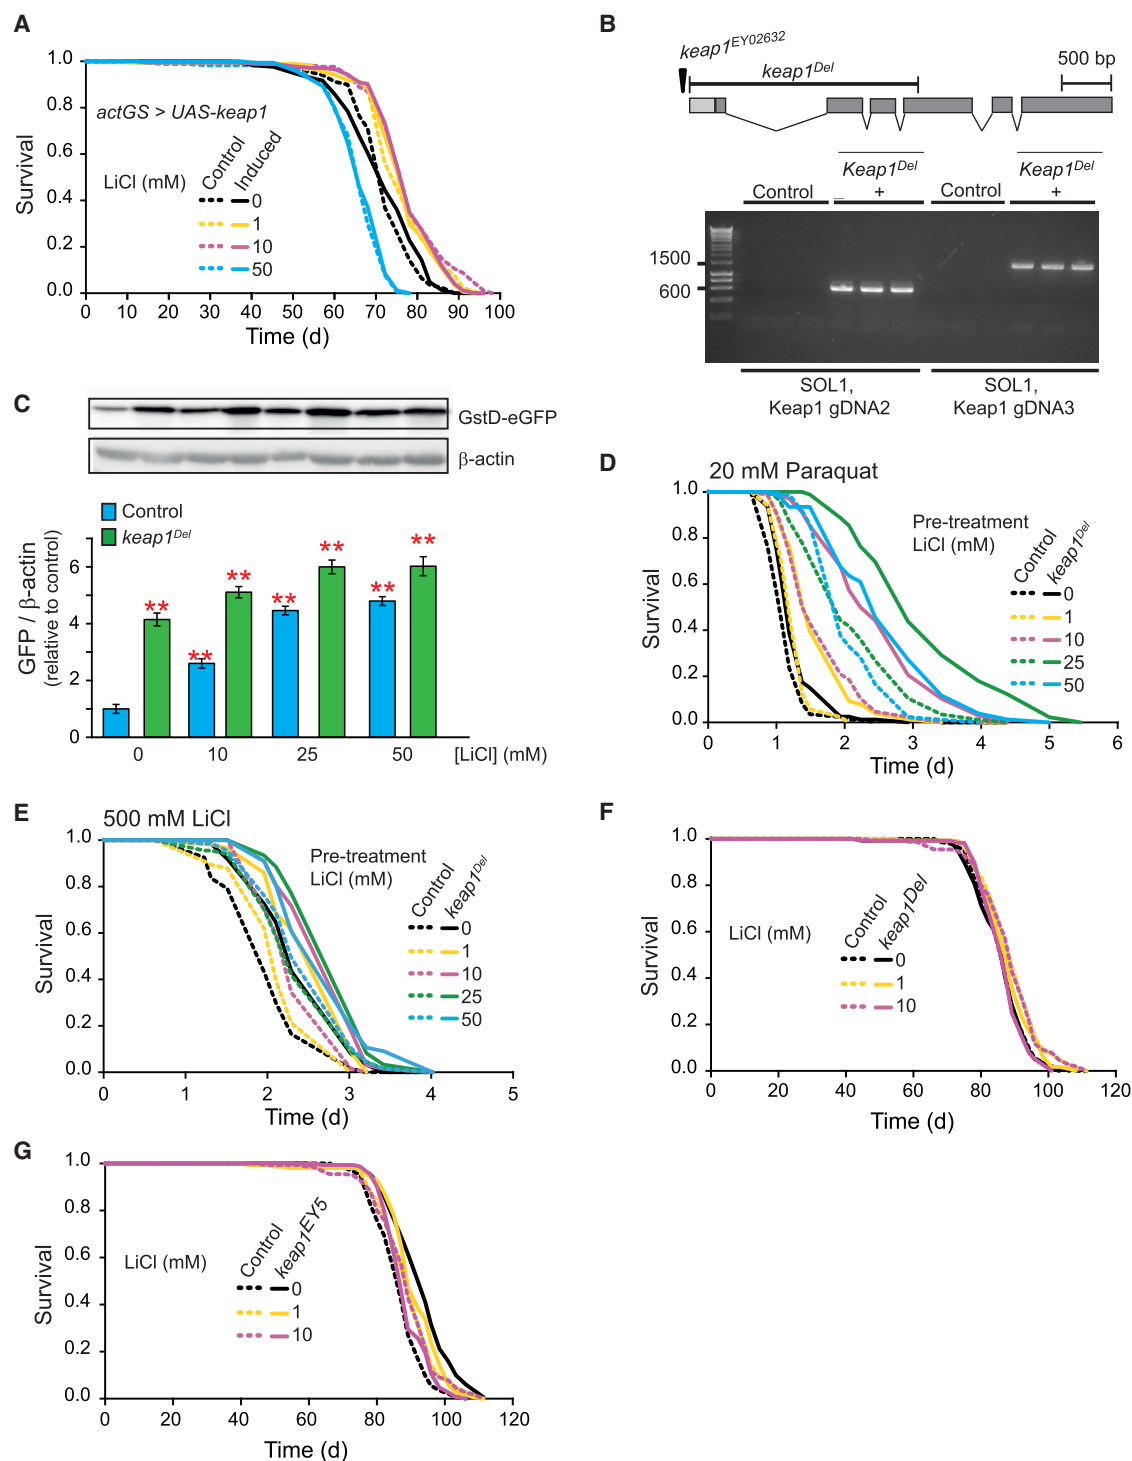 A
1.0
0.8
0.6
0.4
0.2
0.0
Survival
actGS > UAS-keap1
LiCl (mM)
Control
Induced
0
1
10
50
0 10 20 30 40 50 60 70 80 90 100
Time (d)
B
keap1EY02632
keap1Del
500 bp
Control
Keap1Del
_ +
Control
Keap1Del
+
1500
600
SOL1,
Keap1 gDNA2
SOL1,
Keap1 gDNA3
C
GstD-eGFP
β-actin
Control
keap1Del
GFP / β-actin
(relative to control)
6
4
2
0
** ** ** ** ** ** **
0 10 25 50 [LiCl] (mM)
D
20 mM Paraquat
1.0
0.8
0.6
0.4
0.2
0.0
Survival
Pre-treatment
LiCl (mM)
Control
keap1Del
0
1
10
25
50
0 1 2 3 4 5 6
Time (d)
E
500 mM LiCl
1.0
0.8
0.6
0.4
0.2
0.0
Survival
Pre-treatment
LiCl (mM)
Control
keap1Del
0
1
10
25
50
0 1 2 3 4 5
Time (d)
F
1.0
0.8
0.6
0.4
0.2
0.0
Survival
LiCl (mM)
Control
keap1Del
0
1
10
0 20 40 60 80 100 120
Time (d)
G
1.0
0.8
0.6
0.4
0.2
0.0
Survival
LiCl (mM)
Control
keap1EY5
0
1
10
0 20 40 60 80 100 120
Time (d)